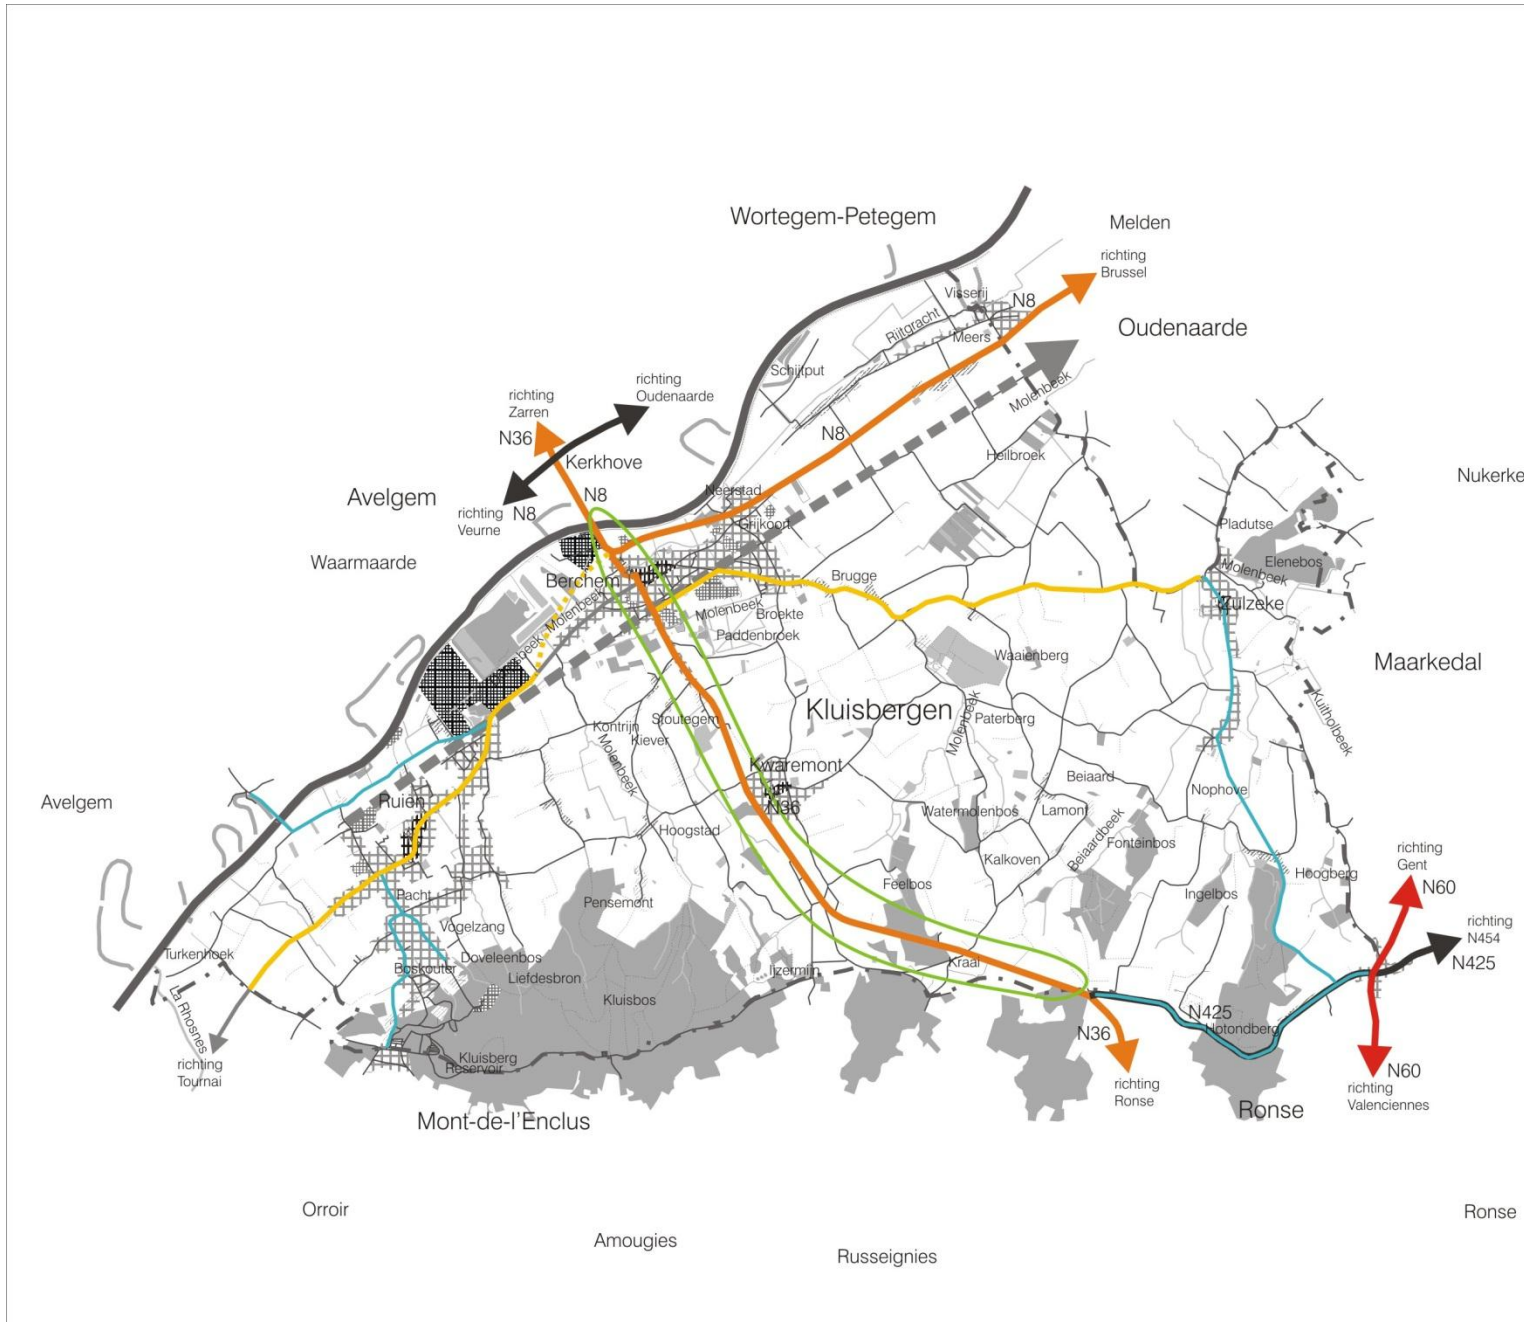 Wortegem-Petegem
Melden
richting
Brussel
Visserij
N8
Rijtgracht
Meers
Oudenaarde
Schijtput
Molenbeek
richting
Oudenaarde
richting
Zarren
N36
Kerkhove
N8
Heilbroek
Nukerke
Avelgem
N8
richting
Veurne
N8
Neerstad
Grijkoort
Pladutse
Waarmaarde
Elenebos
Molenbeek
Berchem
Brugge
Zulzeke
Molenbeek
Molenbeek
Broekte
Paddenbroek
beek
Waaienberg
Maarkedal
Kuitholbeek
Kluisbergen
Stoutegem
Kontrijn
Kiever
Molenbeek
Paterberg
Molenbeek
Kwaremont
Beiaard
Nophove
Avelgem
Ruien
N36
Watermolenbos
Lamont
Hoogstad
Beiaardbeek
Fonteinbos
Kalkoven
richting
Gent
Hoogberg
Feelbos
N60
Pacht
Pensemont
Ingelbos
richting
N454
Vogelzang
N425
Turkenhoek
Doveleenbos
Boskouter
Liefdesbron
Ijzermijn
Kraai
Kluisbos
La Rhosnes
N425
Hotondberg
N36
richting
Tournai
Kluisberg
Reservoir
richting
Ronse
N60
richting
Valenciennes
Mont-de-l'Enclus
Ronse
Orroir
Ronse
Amougies
Russeignies